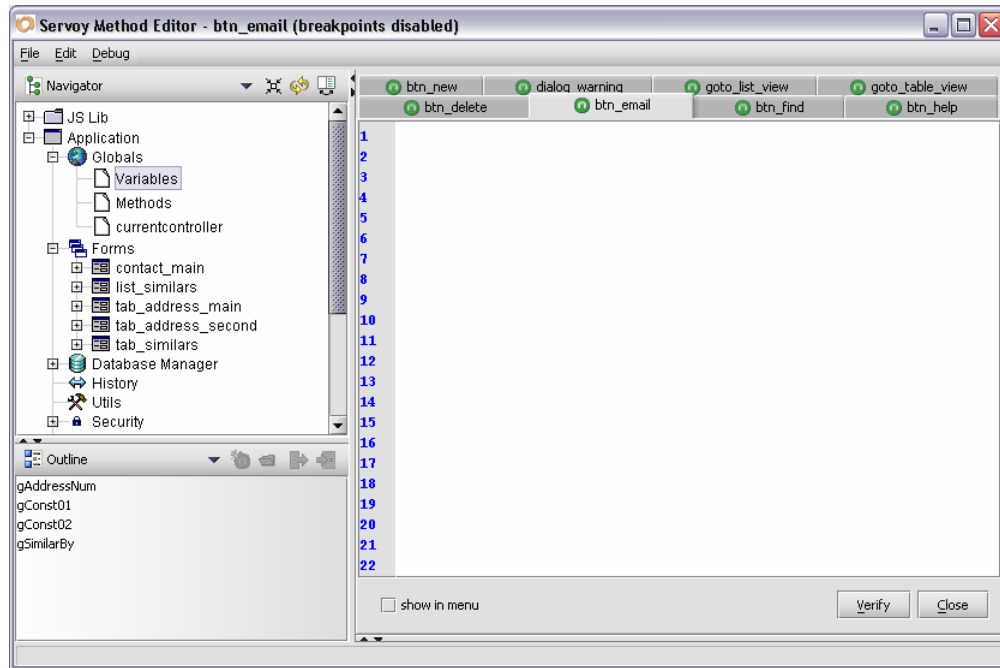 Servoy Method Editor - btn_email (breakpoints disabled)
File Edit Debug
Navigator
JS Lib
Application
Globals
Variables
Methods
currentcontroller
Forms
contact_main
list_similars
tab_address_main
tab_address_second
tab_similars
Database Manager
History
Utils
Security
Outline
gAddressNum
gConst01
gConst02
gSimilarBy
btn_new dialog_warning goto_list_view goto_table_view
btn_delete btn_email btn_find btn_help
1
2
3
4
5
6
7
8
9
10
11
12
13
14
15
16
17
18
19
20
21
22
show in menu Verify Close